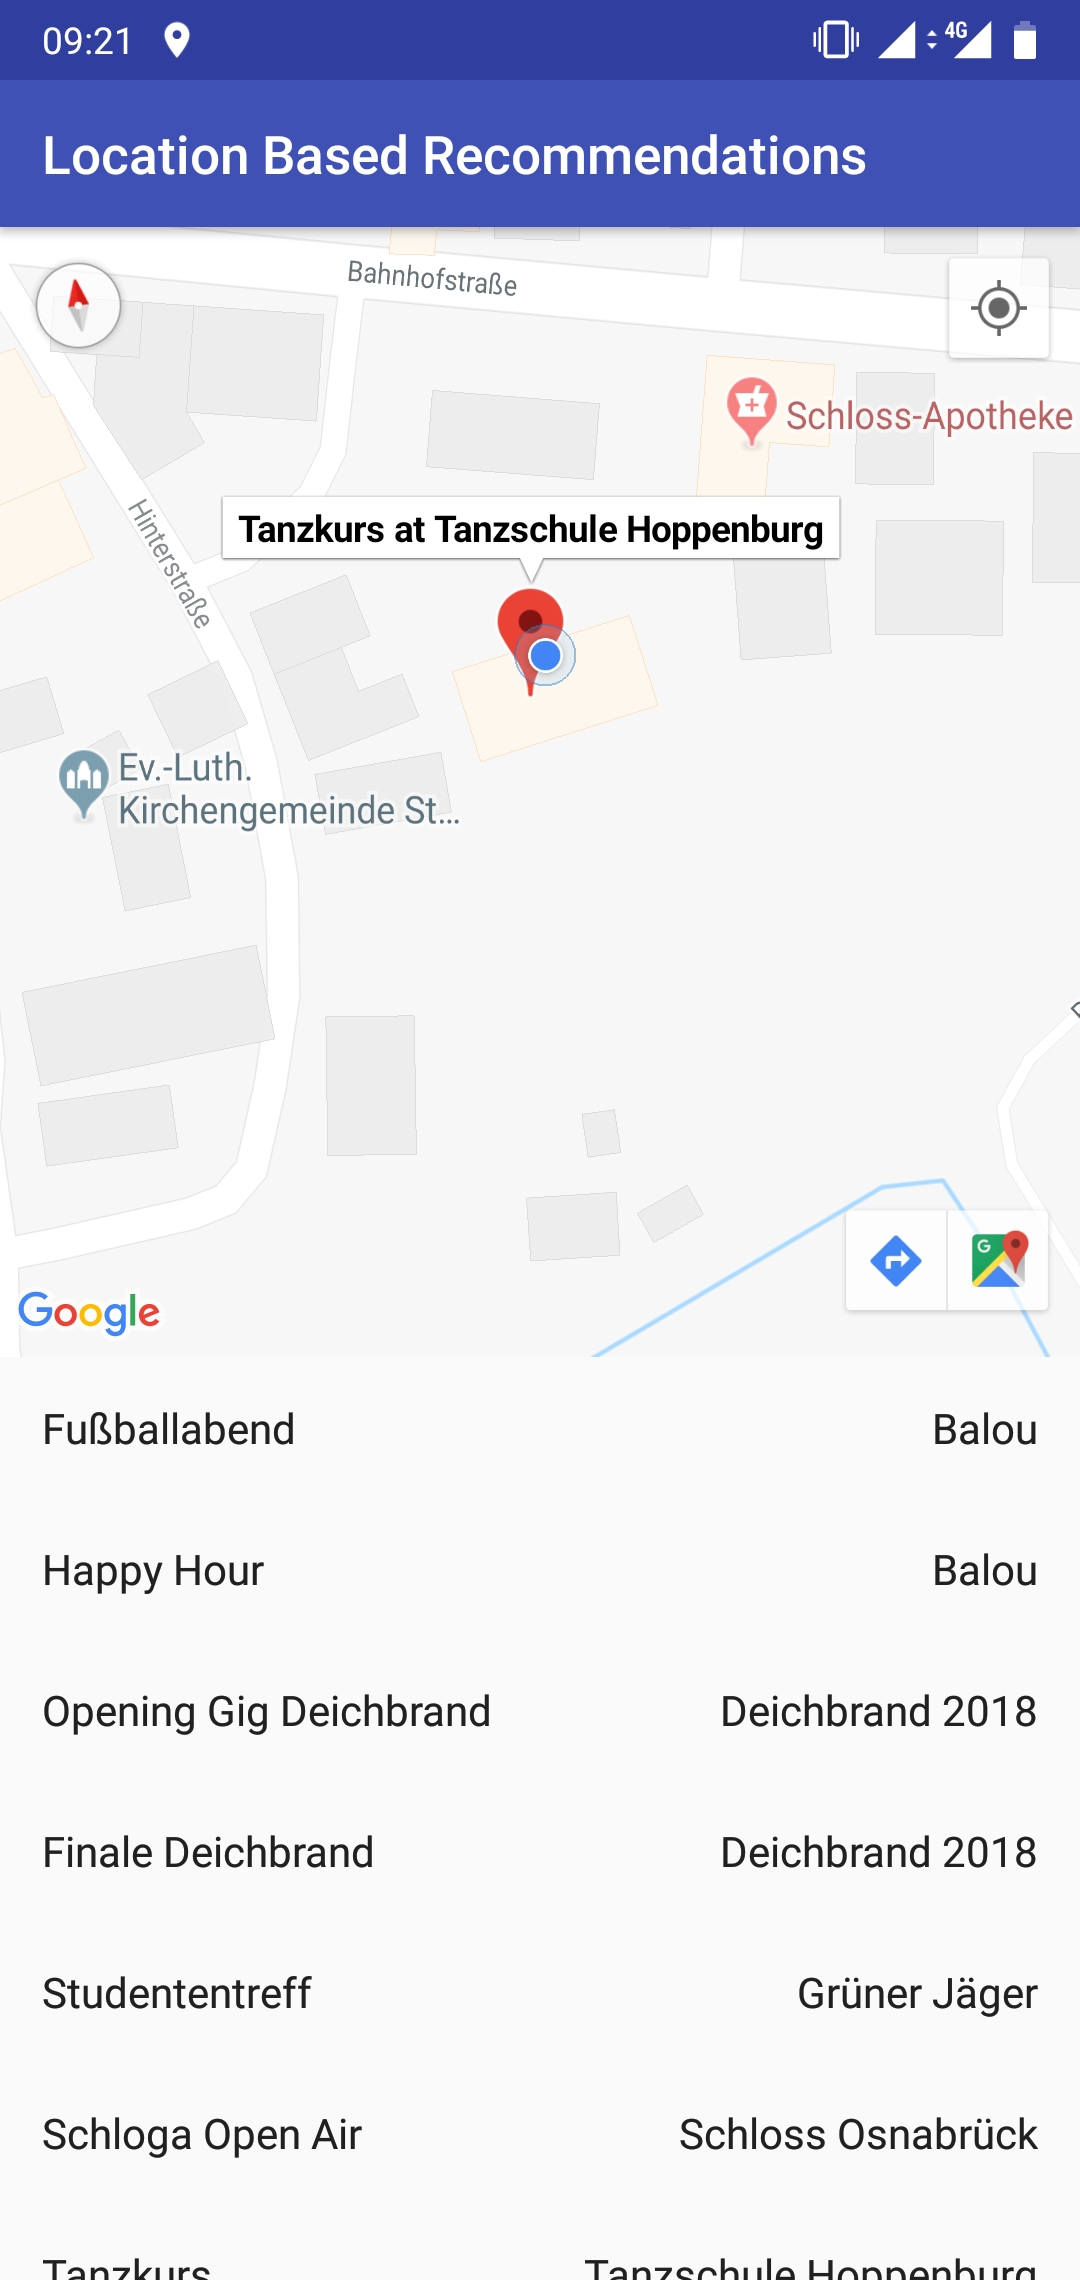 09:21
4G
Location Based Recommendations
Bahnhofstraße
Schloss-Apotheke
Hinterstraße
Tanzkurs at Tanzschule Hoppenburg
Ev.-Luth.
Kirchengemeinde St...
G
Google
Fußballabend Balou
Happy Hour Balou
Opening Gig Deichbrand Deichbrand 2018
Finale Deichbrand Deichbrand 2018
Studententreff Grüner Jäger
Schloga Open Air Schloss Osnabrück
Tanzkurs Tanzschule Hoppenburg